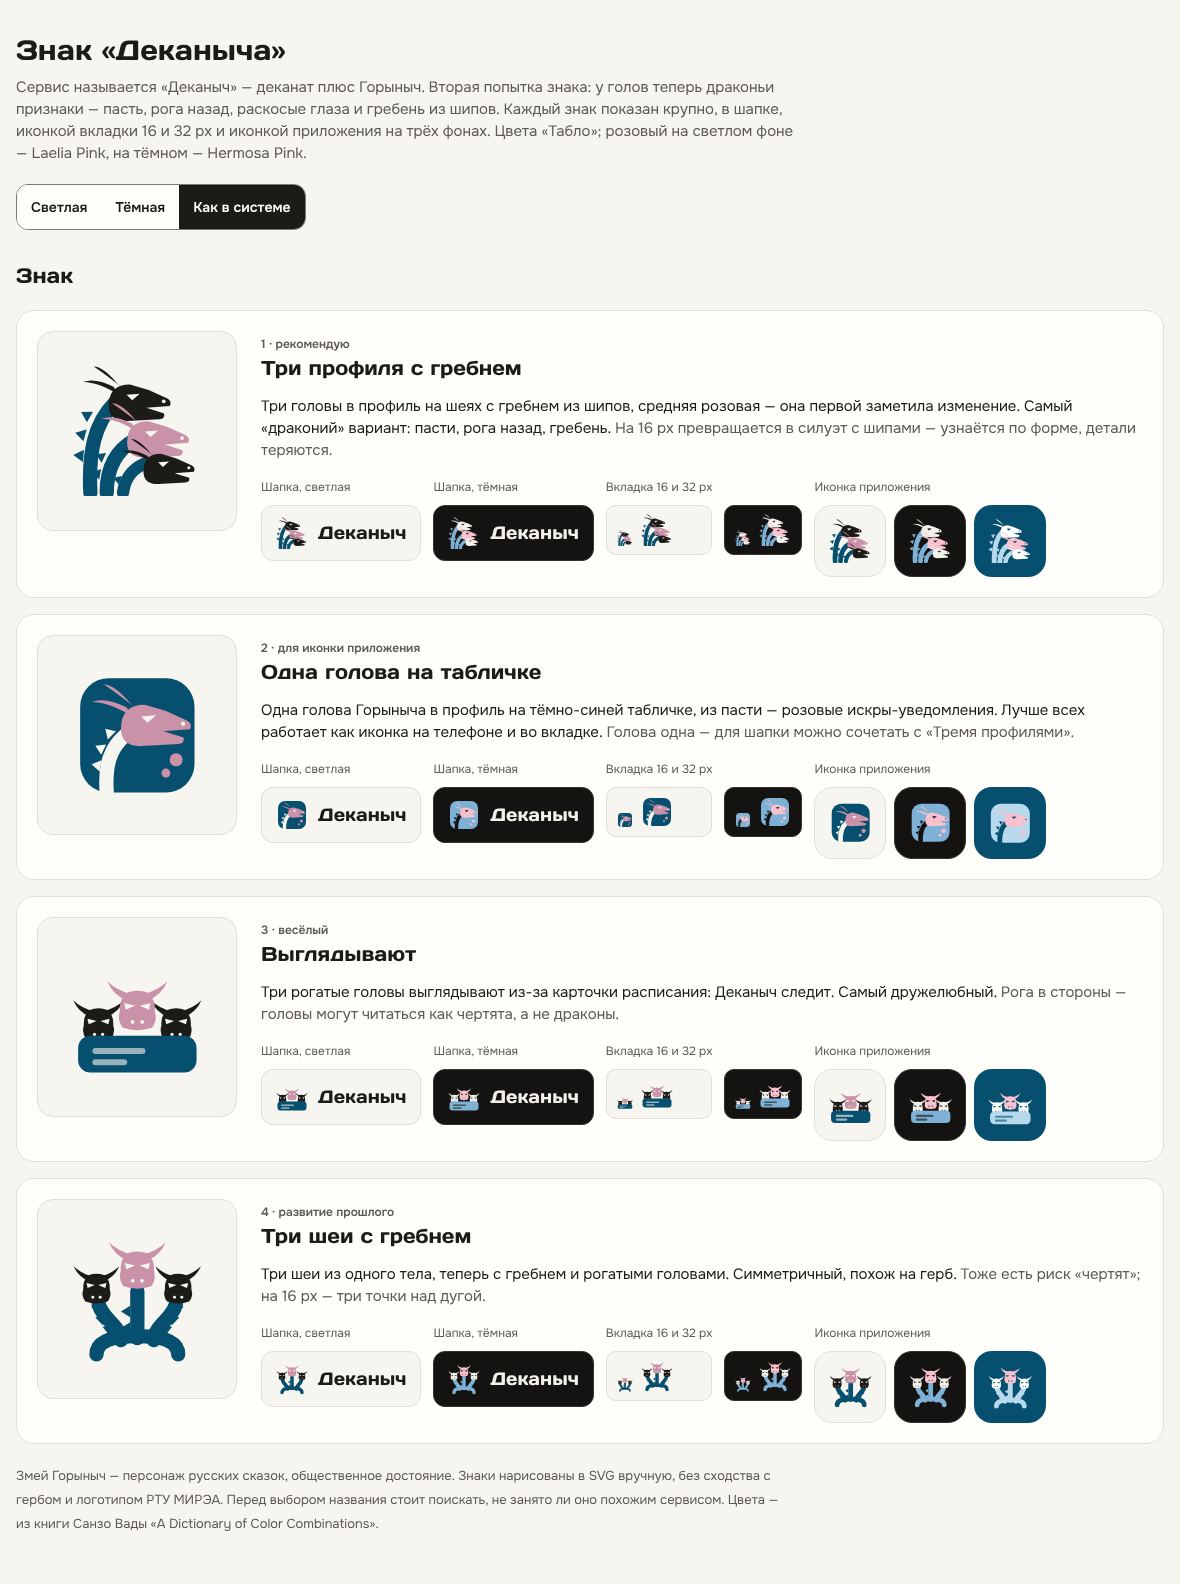 Знак «Деканыча»
Сервис называется «Деканыч» — деканат плюс Горыныч. Вторая попытка знака: у голов теперь драконьи
признаки — пасть, рога назад, раскосые глаза и гребень из шипов. Каждый знак показан крупно, в шапке,
иконкой вкладки 16 и 32 px и иконкой приложения на трёх фонах. Цвета «Табло»; розовый на светлом фоне
— Laelia Pink, на тёмном — Hermosa Pink.
Светлая Тёмная Как в системе
Знак
1 · рекомендую
Три профиля с гребнем
Три головы в профиль на шеях с гребнем из шипов, средняя розовая — она первой заметила изменение. Самый
«драконий» вариант: пасти, рога назад, гребень. На 16 px превращается в силуэт с шипами — узнаётся по форме, детали
теряются.
Шапка, светлая Шапка, тёмная Вкладка 16 и 32 px Иконка приложения
Деканыч Деканыч
2 · для иконки приложения
Одна голова на табличке
Одна голова Горыныча в профиль на тёмно-синей табличке, из пасти — розовые искры-уведомления. Лучше всех
работает как иконка на телефоне и во вкладке. Голова одна — для шапки можно сочетать с «Тремя профилями».
Шапка, светлая Шапка, тёмная Вкладка 16 и 32 px Иконка приложения
Деканыч Деканыч
3 · весёлый
Выглядывают
Три рогатые головы выглядывают из-за карточки расписания: Деканыч следит. Самый дружелюбный. Рога в стороны —
головы могут читаться как чертята, а не драконы.
Шапка, светлая Шапка, тёмная Вкладка 16 и 32 px Иконка приложения
Деканыч Деканыч
4 · развитие прошлого
Три шеи с гребнем
Три шеи из одного тела, теперь с гребнем и рогатыми головами. Симметричный, похож на герб. Тоже есть риск «чертят»;
на 16 px — три точки над дугой.
Шапка, светлая Шапка, тёмная Вкладка 16 и 32 px Иконка приложения
Деканыч Деканыч
Змей Горыныч — персонаж русских сказок, общественное достояние. Знаки нарисованы в SVG вручную, без сходства с
гербом и логотипом РТУ МИРЭА. Перед выбором названия стоит поискать, не занято ли оно похожим сервисом. Цвета —
из книги Санзо Вады «A Dictionary of Color Combinations».